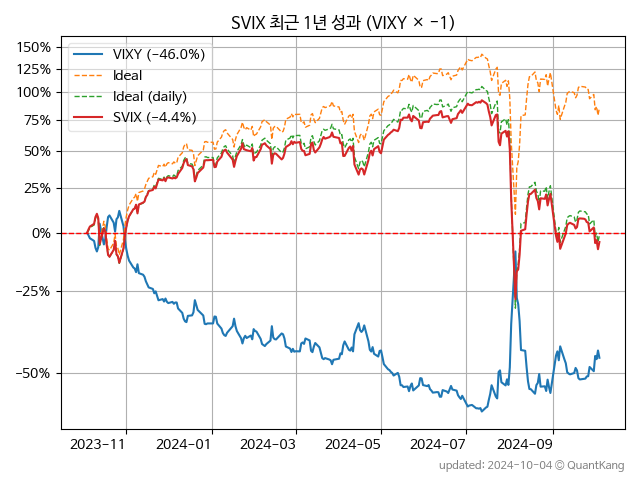 SVIX 최근 1년 성과 (VIXY × −1)
150%
125%
100%
75%
50%
25%
0%
−25%
−50%
VIXY (−46.0%)
Ideal
Ideal (daily)
SVIX (−4.4%)
2023−11
2024−01
2024−03
2024−05
2024−07
2024−09
updated: 2024-10-04 © QuantKang